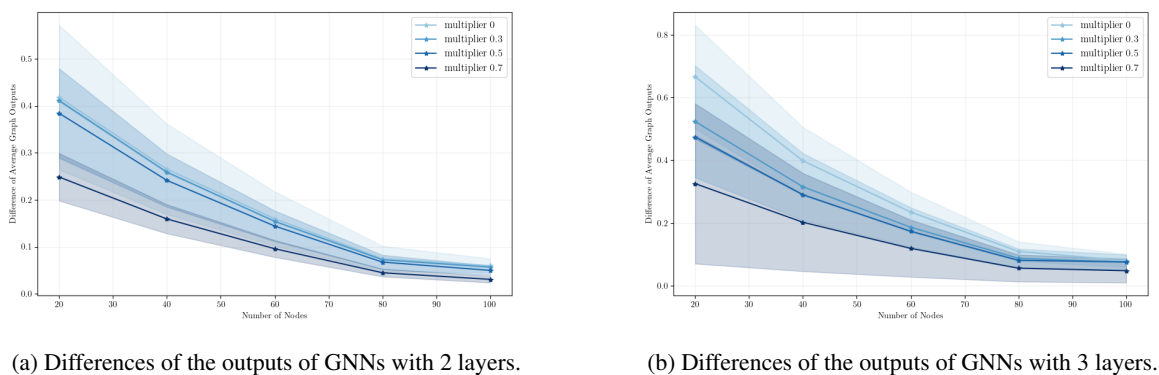 multiplier 0
multiplier 0.3
multiplier 0.5
multiplier 0.7
0.5
0.4
0.3
0.2
0.1
0.0
Difference of Average Graph Outputs
20 30 40 50 60 70 80 90 100
Number of Nodes
(a) Differences of the outputs of GNNs with 2 layers.
multiplier 0
multiplier 0.3
multiplier 0.5
multiplier 0.7
0.8
0.6
0.4
0.2
0.0
Difference of Average Graph Outputs
20 30 40 50 60 70 80 90 100
Number of Nodes
(b) Differences of the outputs of GNNs with 3 layers.